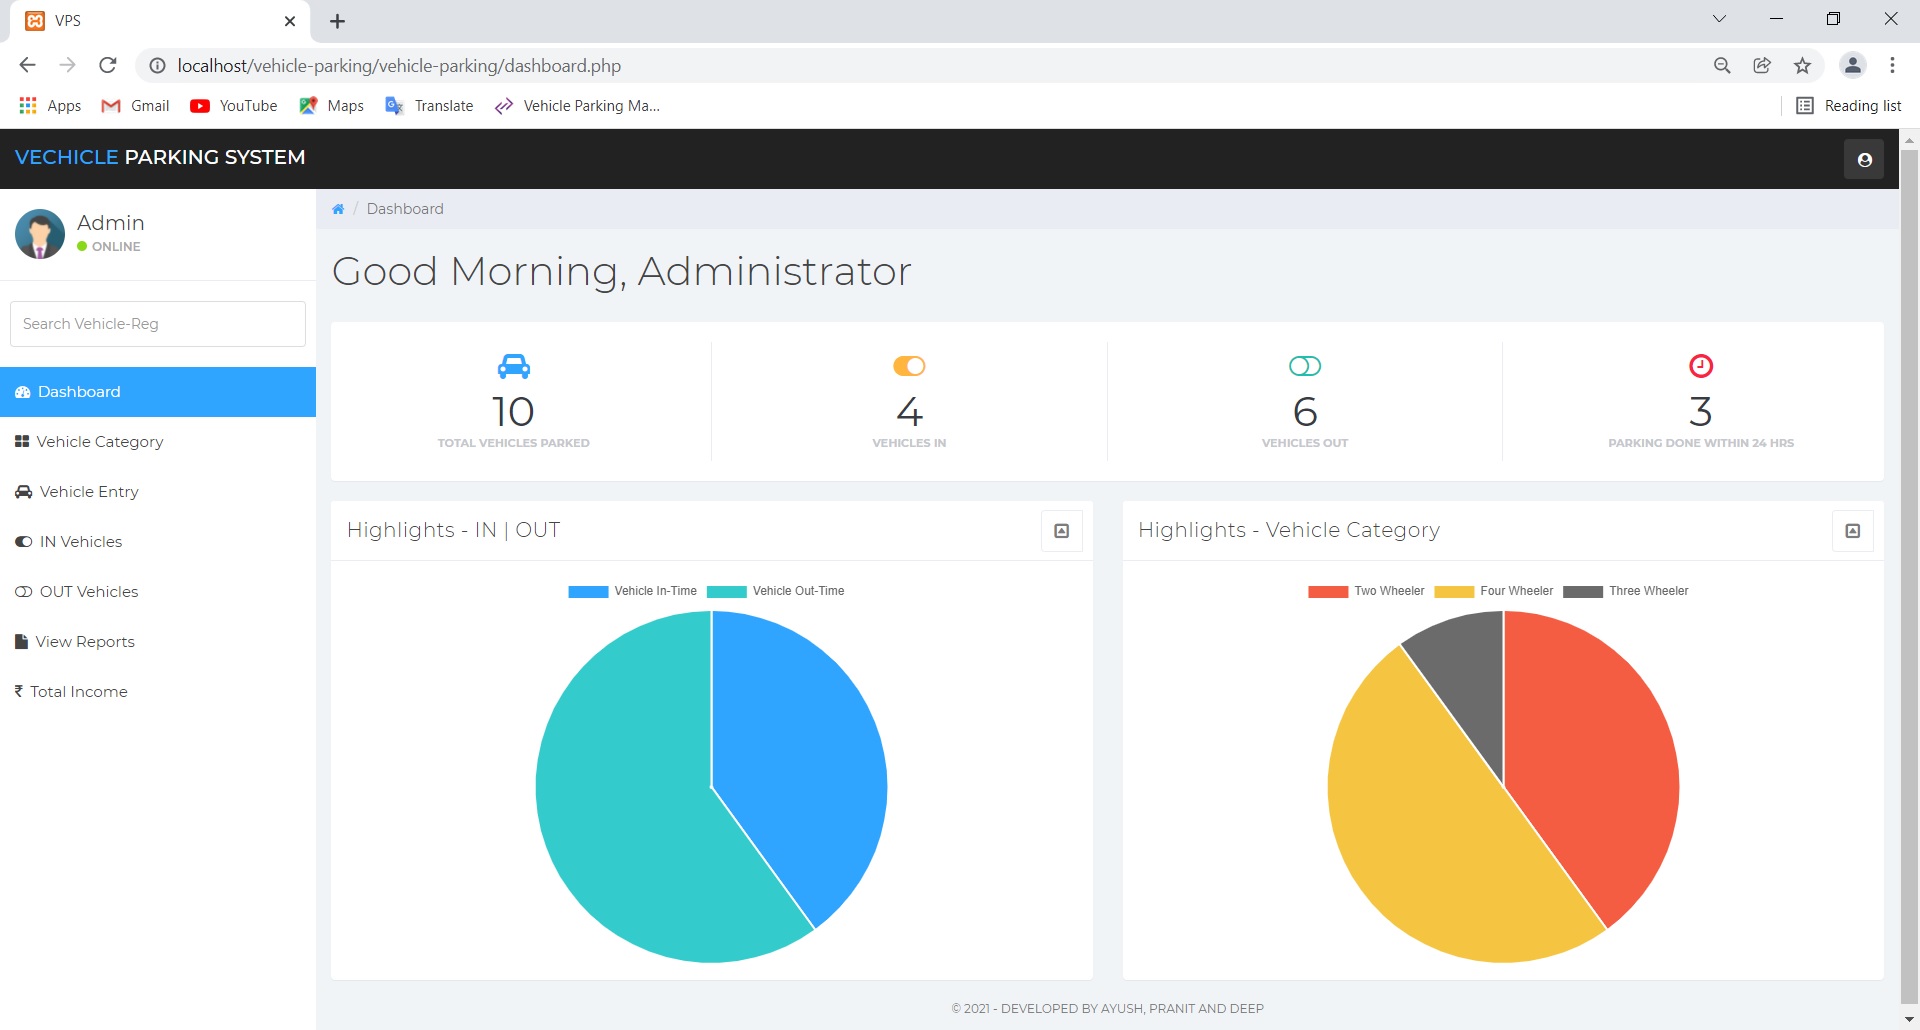 VPS
localhost/vehicle-parking/vehicle-parking/dashboard.php
Apps Gmail YouTube Maps Translate Vehicle Parking Ma... Reading list
VECHICLE PARKING SYSTEM
Admin
ONLINE
Search Vehicle-Reg
Dashboard
Vehicle Category
Vehicle Entry
IN Vehicles
OUT Vehicles
View Reports
₹ Total Income
/ Dashboard
Good Morning, Administrator
10
TOTAL VEHICLES PARKED
4
VEHICLES IN
6
VEHICLES OUT
3
PARKING DONE WITHIN 24 HRS
Highlights - IN | OUT
Vehicle In-Time Vehicle Out-Time
Highlights - Vehicle Category
Two Wheeler Four Wheeler Three Wheeler
© 2021 - DEVELOPED BY AYUSH, PRANIT AND DEEP